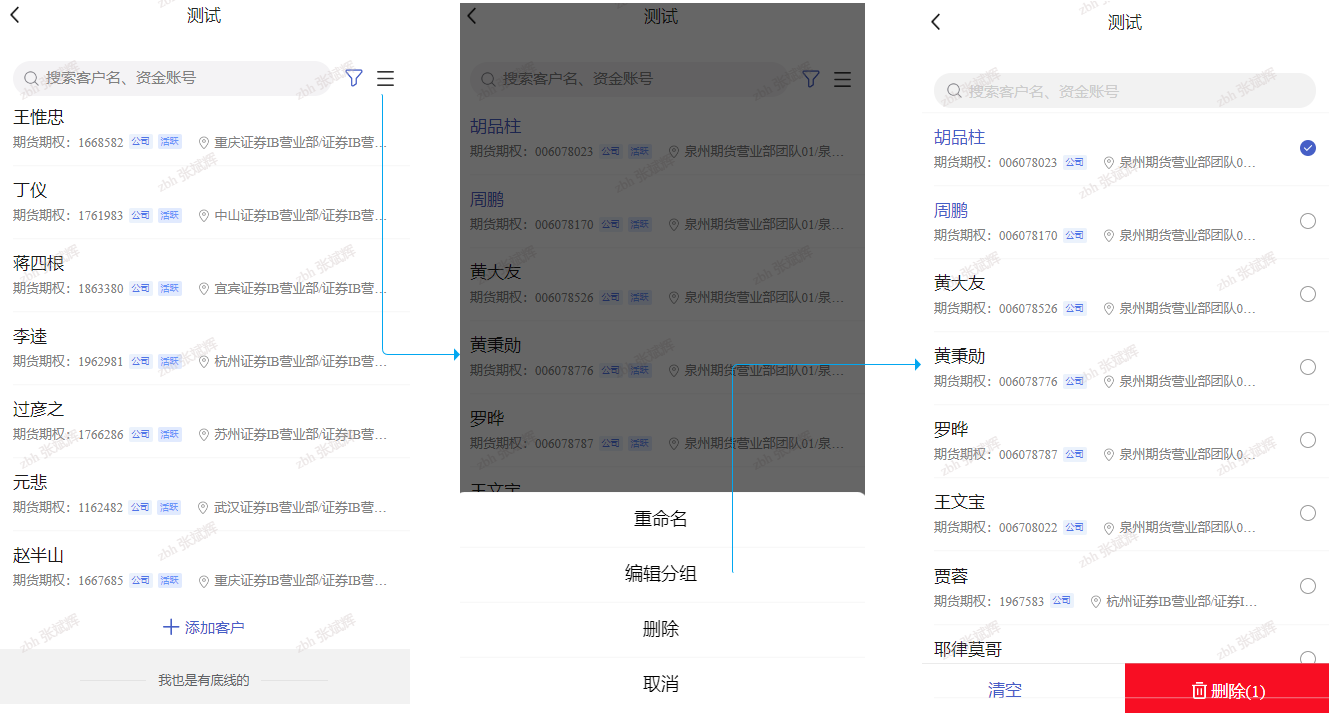 测试
搜索客户名、资金账号
王惟忠
期货期权：1668582 公司 活跃 重庆证券IB营业部/证券IB营…
丁仪
期货期权：1761983 公司 活跃 中山证券IB营业部/证券IB营…
蒋四根
期货期权：1863380 公司 活跃 宜宾证券IB营业部/证券IB营…
李逵
期货期权：1962981 公司 活跃 杭州证券IB营业部/证券IB营…
过彦之
期货期权：1766286 公司 活跃 苏州证券IB营业部/证券IB营…
元悲
期货期权：1162482 公司 活跃 武汉证券IB营业部/证券IB营…
赵半山
期货期权：1667685 公司 活跃 重庆证券IB营业部/证券IB营…
添加客户
我也是有底线的
测试
搜索客户名、资金账号
胡品柱
期货期权：006078023 公司 活跃 泉州期货营业部团队01/泉…
周鹏
期货期权：006078170 公司 活跃 泉州期货营业部团队01/泉…
黄大友
期货期权：006078526 公司 活跃 泉州期货营业部团队01/泉…
黄秉勋
期货期权：006078776 公司 活跃 泉州期货营业部团队01/泉…
罗晔
期货期权：006078787 公司 活跃 泉州期货营业部团队01/泉…
王文宝
重命名
编辑分组
删除
取消
测试
搜索客户名、资金账号
胡品柱
期货期权：006078023 公司 泉州期货营业部团队0…
周鹏
期货期权：006078170 公司 泉州期货营业部团队0…
黄大友
期货期权：006078526 公司 泉州期货营业部团队0…
黄秉勋
期货期权：006078776 公司 泉州期货营业部团队0…
罗晔
期货期权：006078787 公司 泉州期货营业部团队0…
王文宝
期货期权：006708022 公司 泉州期货营业部团队0…
贾蓉
期货期权：1967583 公司 杭州证券IB营业部/证券I…
耶律莫哥
清空
删除(1)
zbh 张斌辉